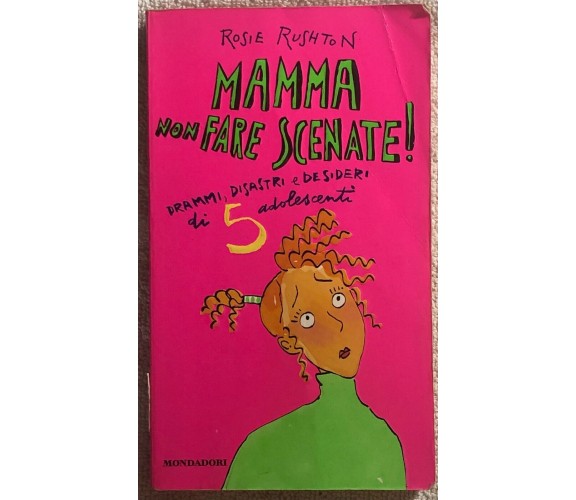 ROSIE RUSHTON
MAMMA
NON FARE SCENATE!
DRAMMI, DISASTRI e DESIDERI
di 5 adolescenti
MONDADORI